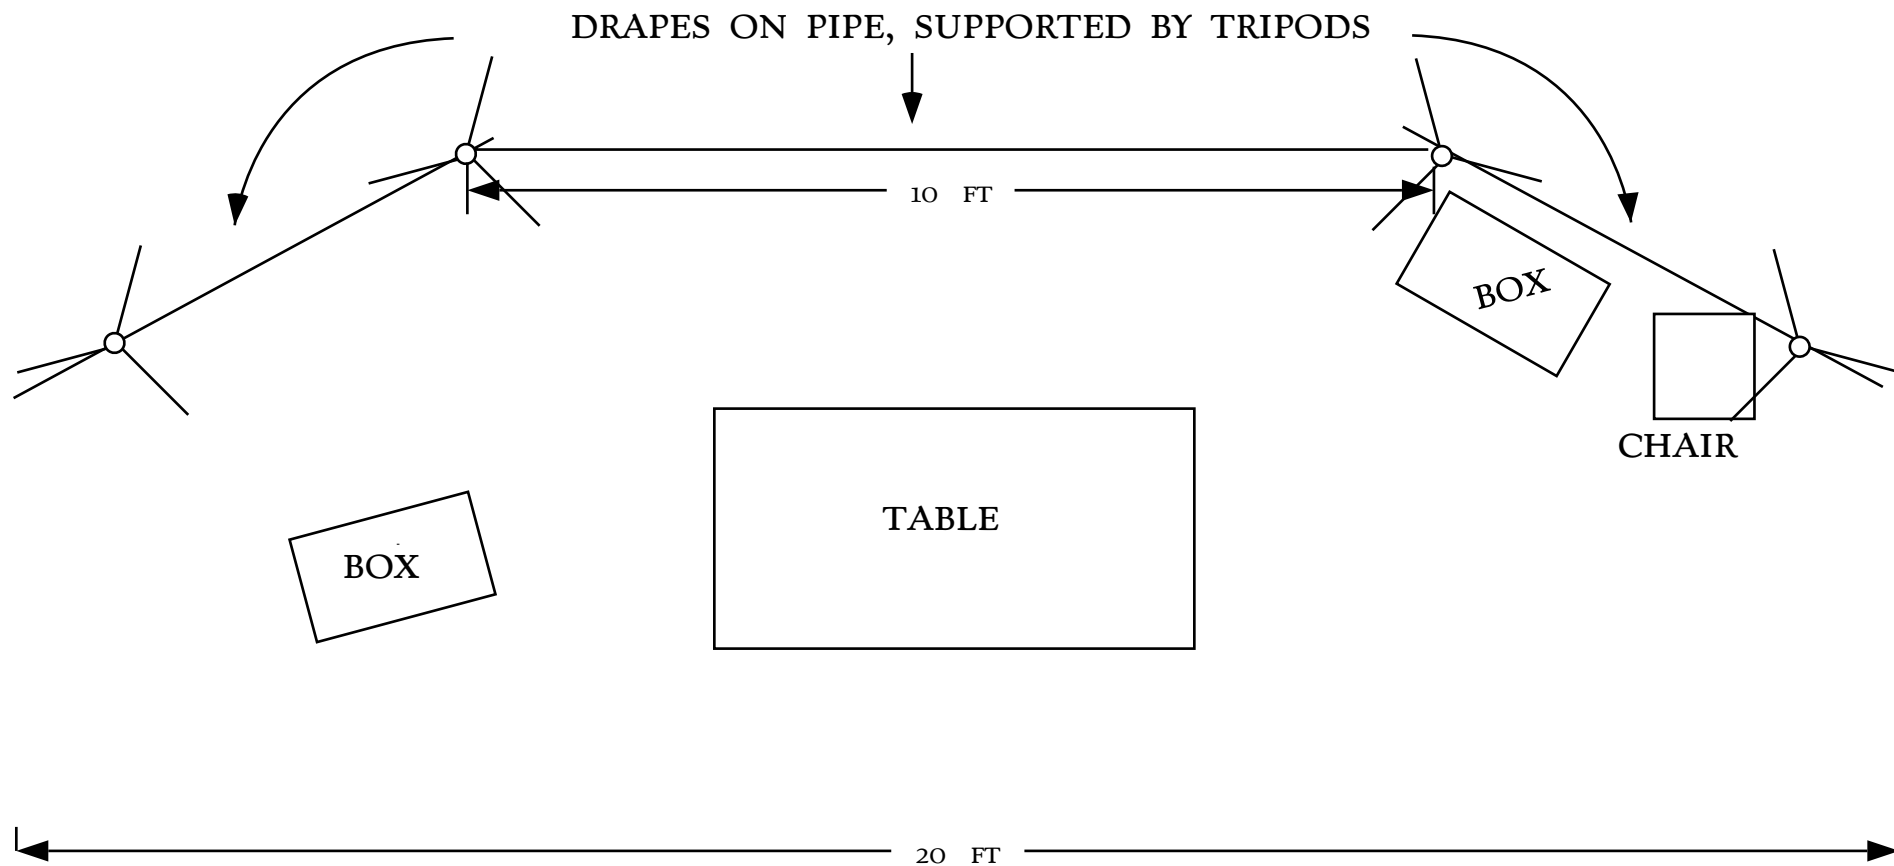 DRAPES ON PIPE, SUPPORTED BY TRIPODS
10 FT
BOX
CHAIR
TABLE
BOX
20 FT